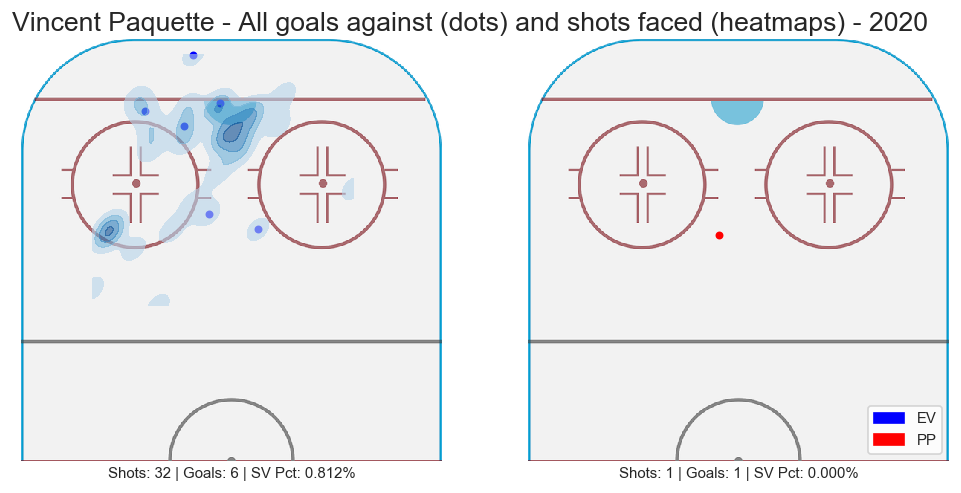 Vincent Paquette - All goals against (dots) and shots faced (heatmaps) - 2020
EV
PP
Shots: 32 | Goals: 6 | SV Pct: 0.812%
Shots: 1 | Goals: 1 | SV Pct: 0.000%